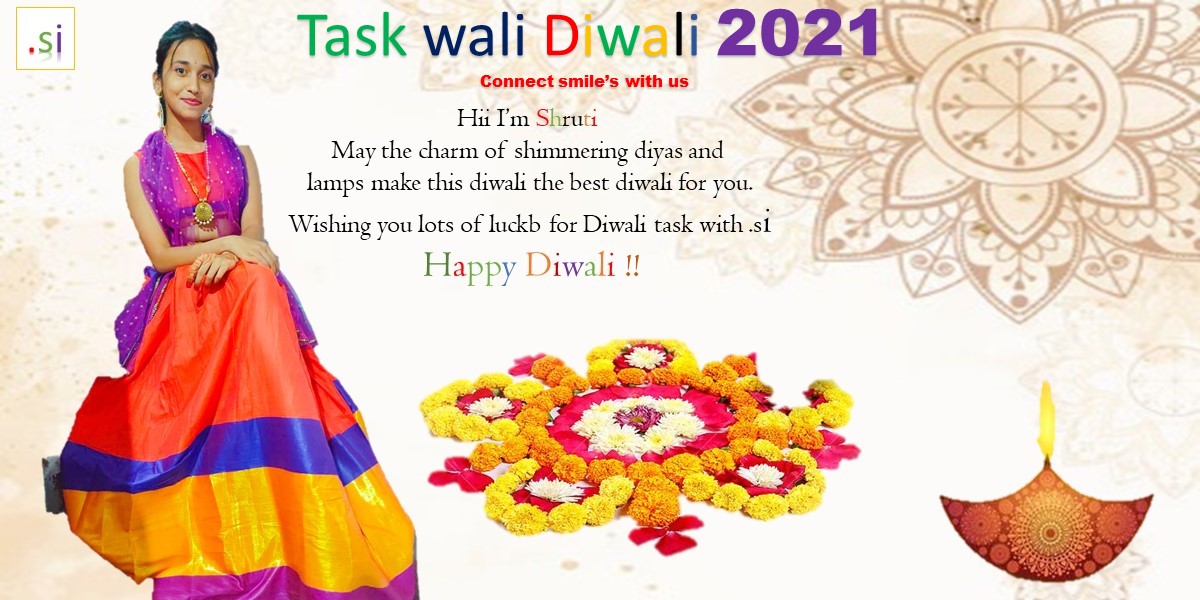 .si
Task wali Diwali 2021
Connect smile's with us
Hii I'm Shruti
May the charm of shimmering diyas and
lamps make this diwali the best diwali for you.
Wishing you lots of luckb for Diwali task with .si
Happy Diwali !!